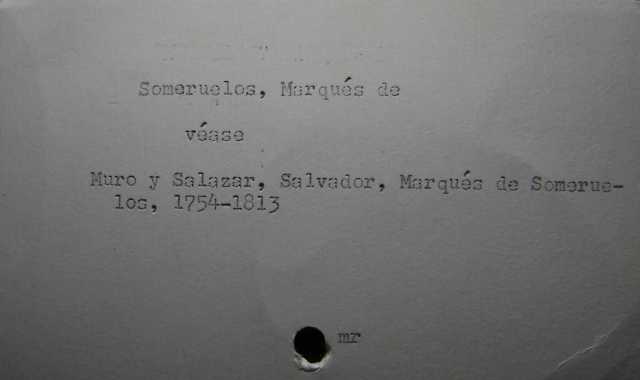 Someruelos, Marqués de
véase
Muro y Salazar, Salvador, Marqués de Somerue-
los, 1754-1813
mr